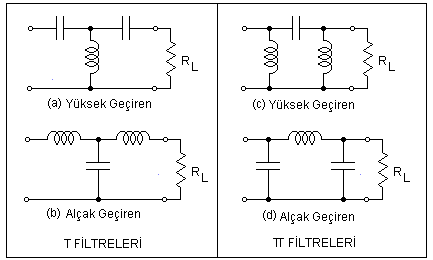 R_L
(a) Yüksek Geçiren
R_L
(b) Alçak Geçiren
T FİLTRELERİ
R_L
(c) Yüksek Geçiren
R_L
(d) Alçak Geçiren
π FİLTRELERİ